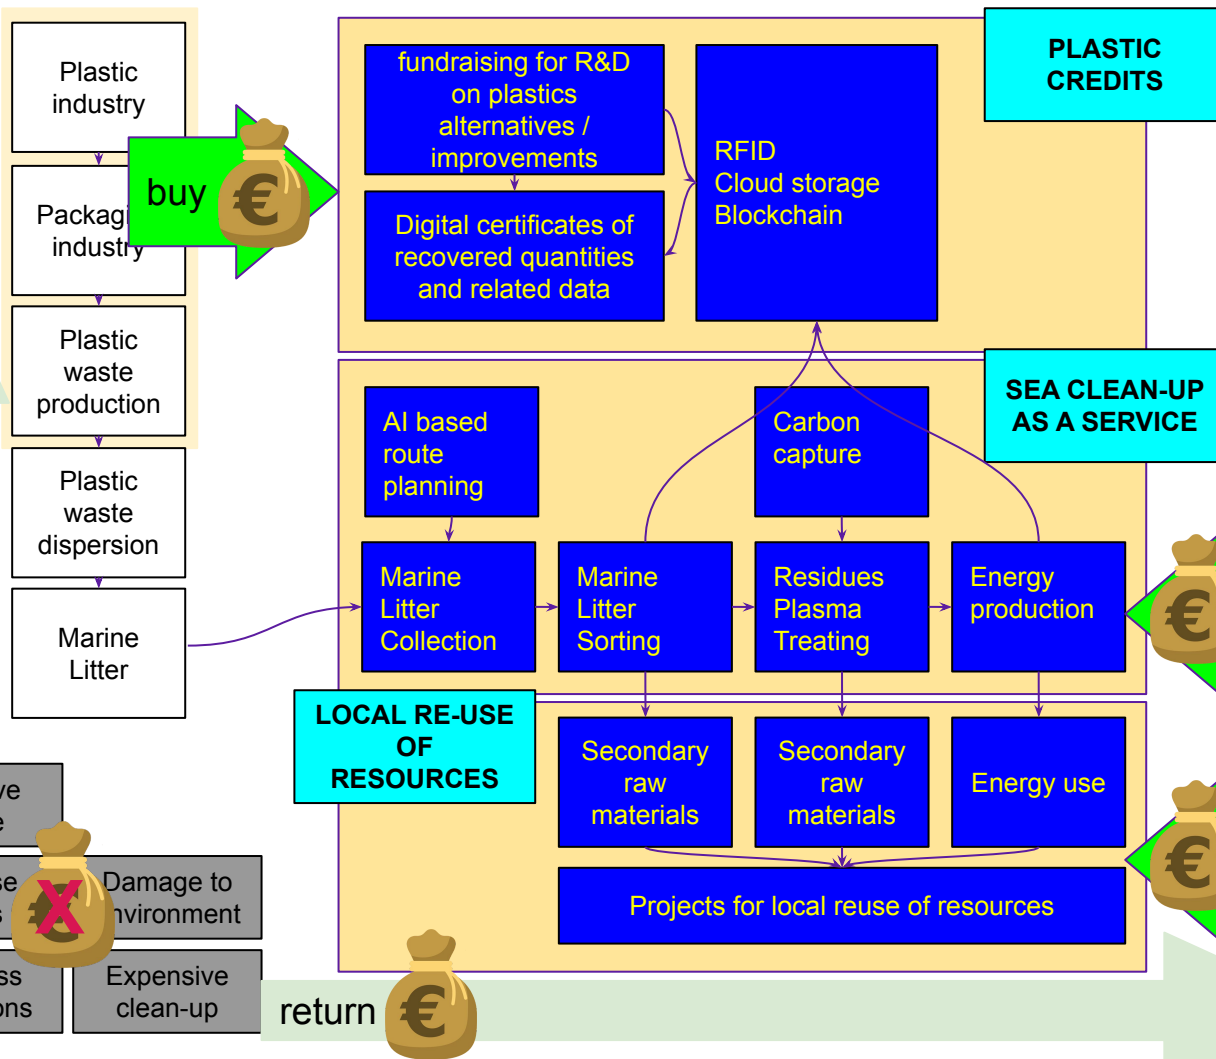 Plastic
industry
Packagi
industry
Plastic
waste
production
Plastic
waste
dispersion
Marine
Litter
buy
€
fundraising for R&D
on plastics
alternatives /
improvements
Digital certificates of
recovered quantities
and related data
RFID
Cloud storage
Blockchain
PLASTIC
CREDITS
SEA CLEAN-UP
AS A SERVICE
AI based
route
planning
Carbon
capture
Marine
Litter
Collection
Marine
Litter
Sorting
Residues
Plasma
Treating
Energy
production
€
LOCAL RE-USE
OF
RESOURCES
Secondary
raw
materials
Secondary
raw
materials
Energy use
€
Projects for local reuse of resources
€
X
Damage to
nvironment
Expensive
clean-up
return
€